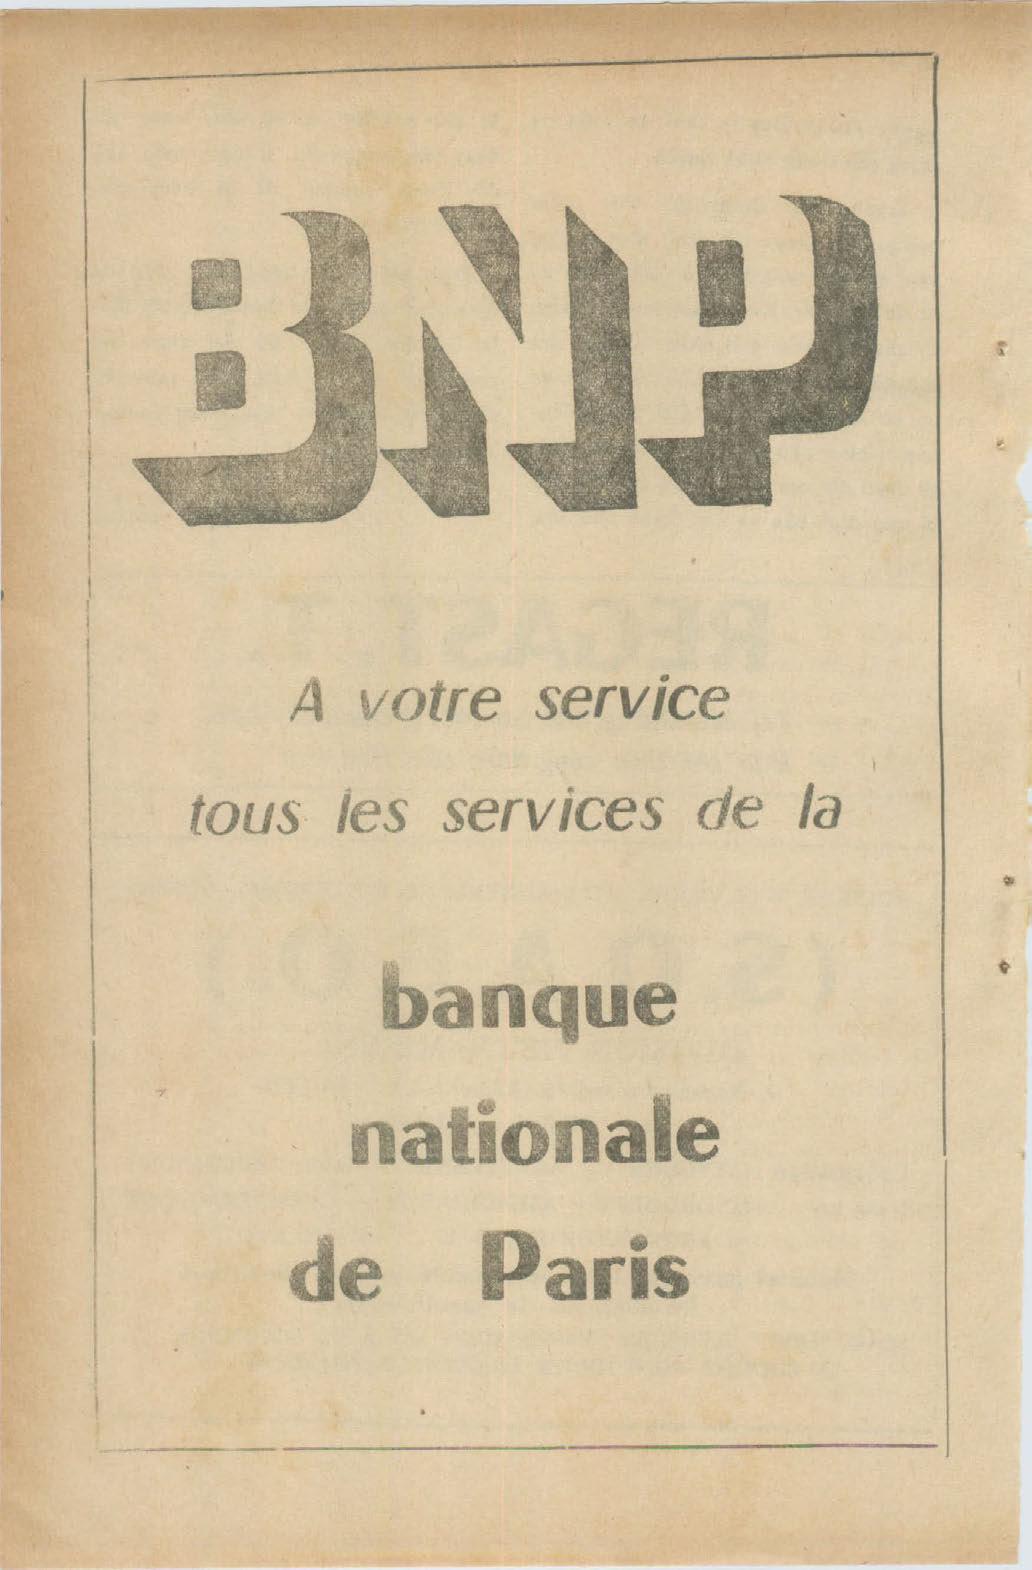 BNP
A votre service
tous les services de la
banque
nationale
de Paris